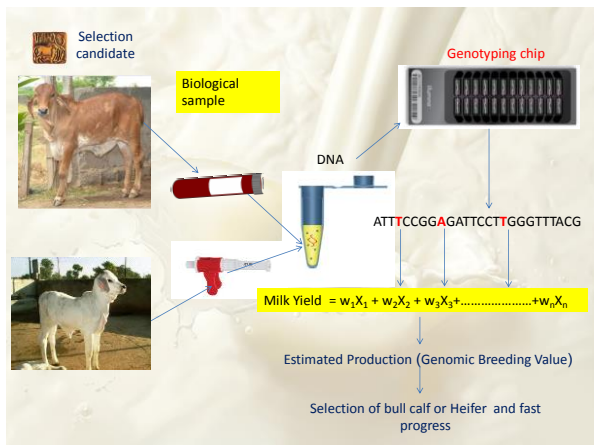 Selection
candidate
Biological
sample
Genotyping chip
DNA
ATTTCCGGAGATTCCTTGGGTTTACG
Milk Yield = w₁X₁ + w₂X₂ + w₃X₃+…………………+wₙXₙ
Estimated Production (Genomic Breeding Value)
Selection of bull calf or Heifer and fast
progress